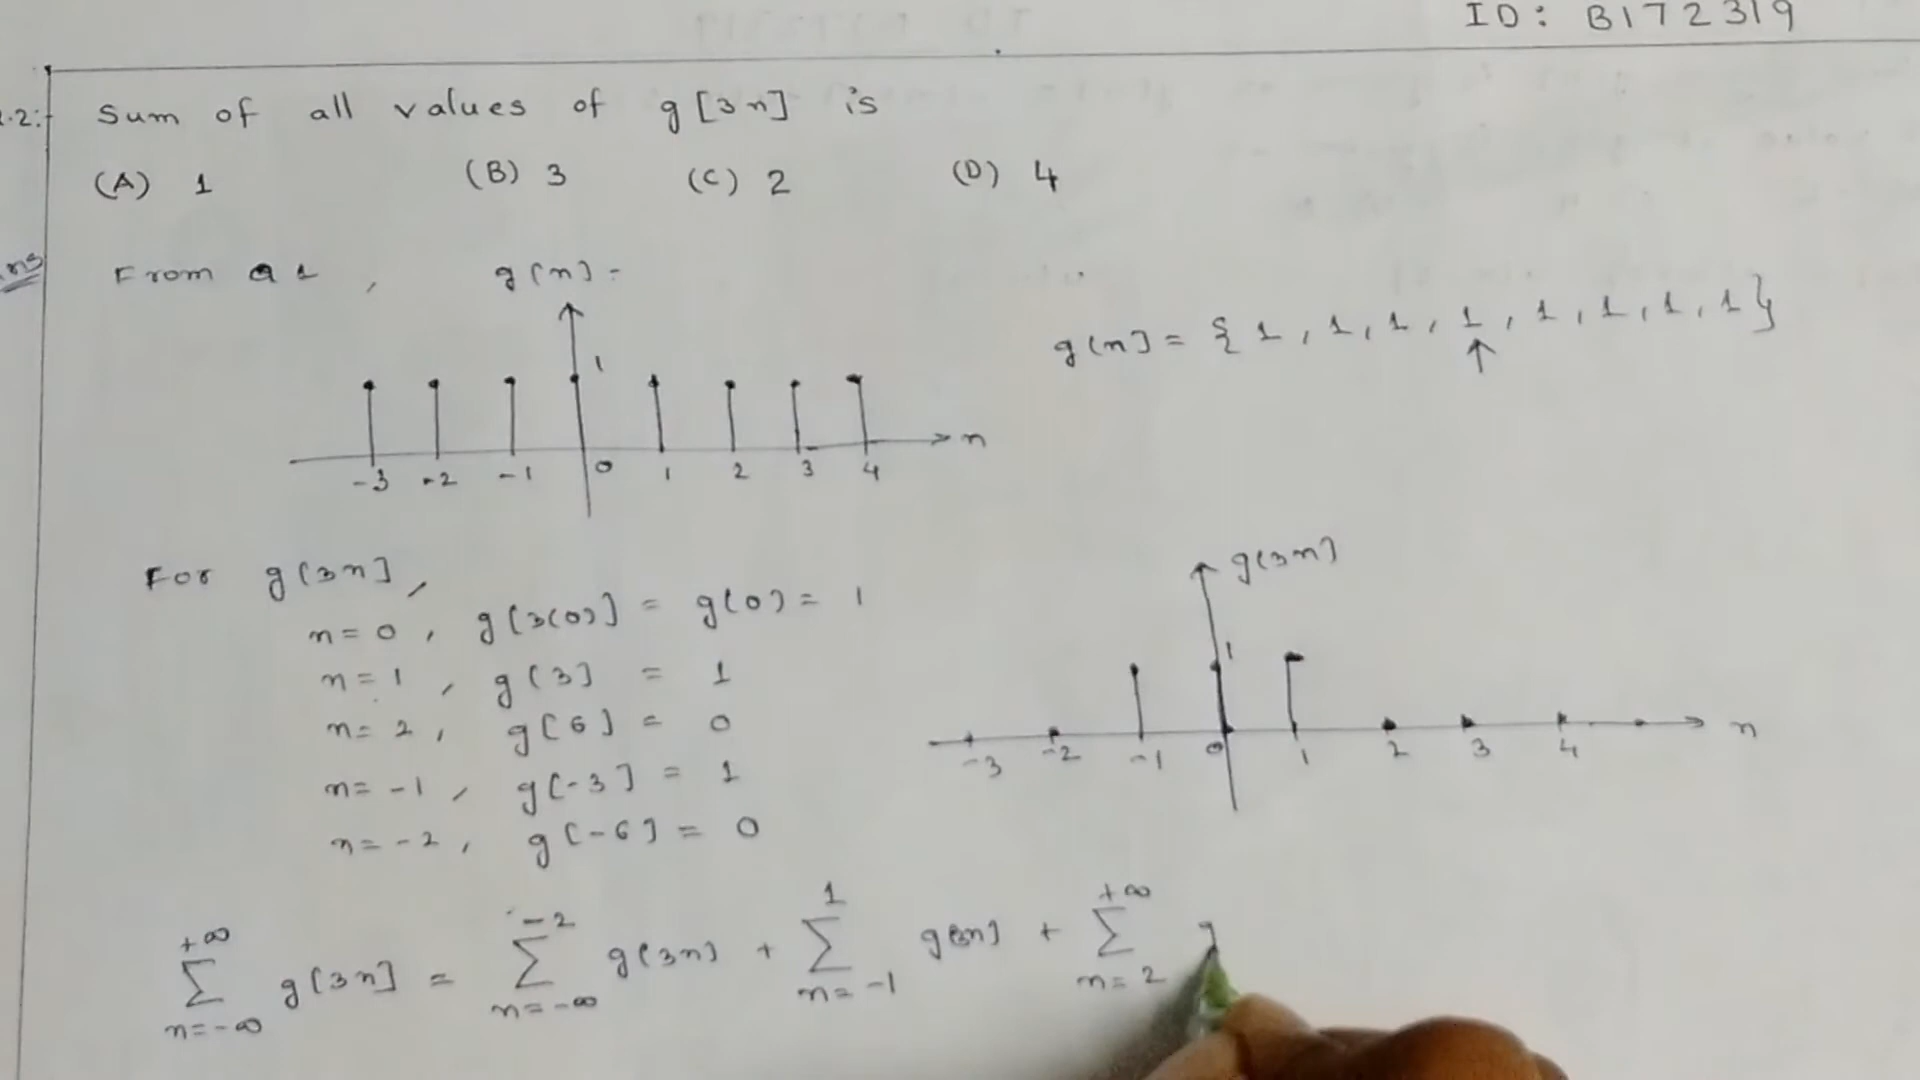 ID: B172319
.2:- Sum of all values of g[3n] is
(A) 1 (B) 3 (C) 2 (D) 4
Ans From Q1, g[n] =
g[n] = {1, 1, 1, 1, 1, 1, 1, 1}
↑
1
n
-3 -2 -1 0 1 2 3 4
For g[3n],
n=0, g[3(0)] = g(0) = 1
n=1, g[3] = 1
n=2, g[6] = 0
n=-1, g[-3] = 1
n=-2, g[-6] = 0
g[3n]
1
-3 -2 -1 0 1 2 3 4 n
+∞ -2 1 +∞
∑ g[3n] = ∑ g[3n] + ∑ g[3n] + ∑ g
n=-∞ n=-∞ n=-1 n=2